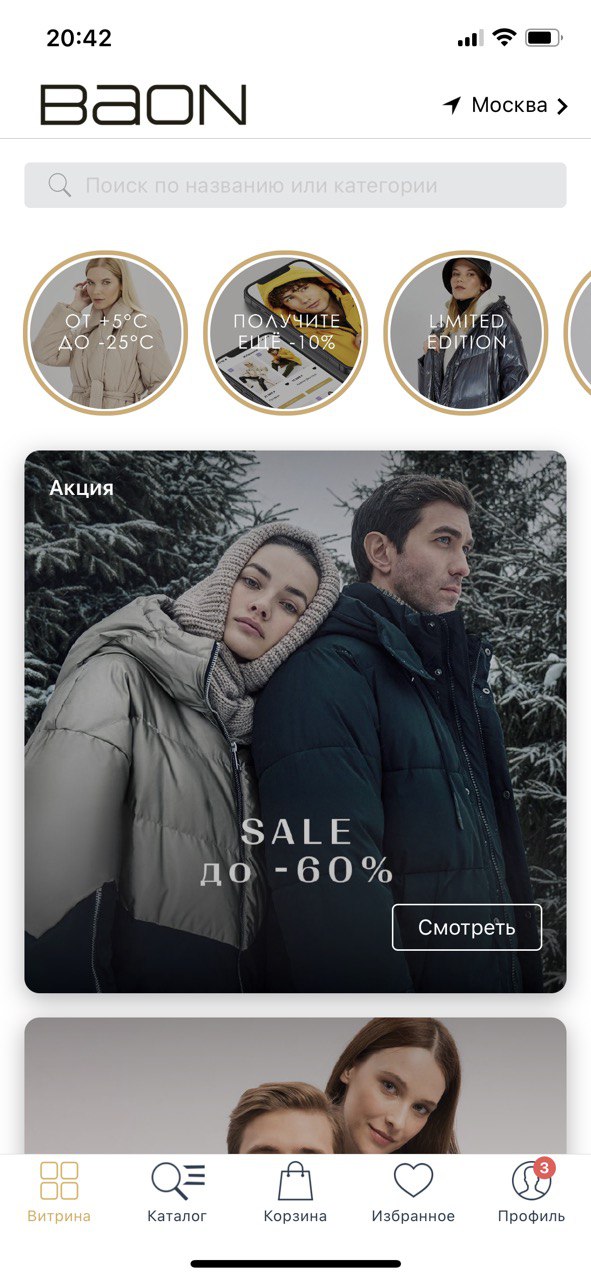 20:42
BAON
Москва
Поиск по названию или категории
ОТ +5°C
ДО -25°C
ПОЛУЧИТЕ
ЕЩЁ -10%
LIMITED
EDITION
Акция
SALE
до -60%
Смотреть
3
Витрина
Каталог
Корзина
Избранное
Профиль